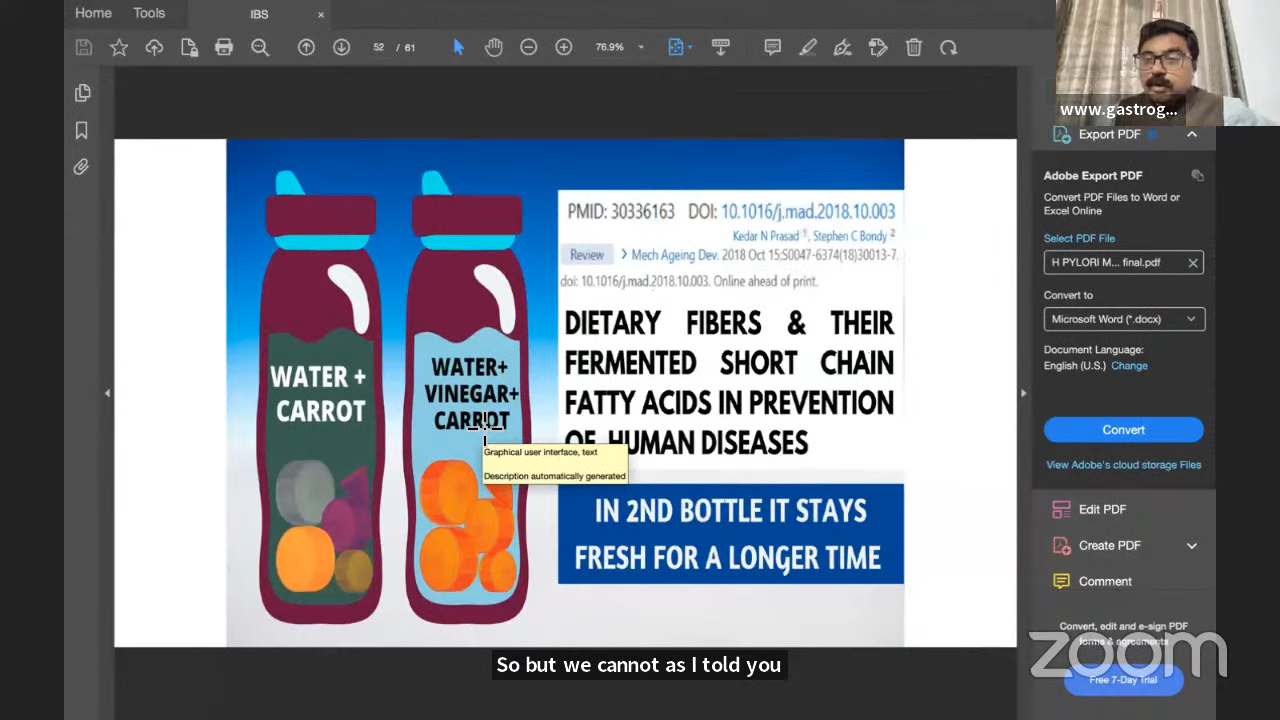 Home Tools IBS ×
52 / 61 76.9%
www.gastrog...
Export PDF
Adobe Export PDF
Convert PDF Files to Word or
Excel Online
Select PDF File
H PYLORI M... final.pdf
Convert to
Microsoft Word (*.docx)
Document Language:
English (U.S.) Change
Convert
View Adobe's cloud storage Files
Edit PDF
Create PDF
Comment
Convert, edit and e-sign PDF
forms & agreements
Free 7-Day Trial
WATER +
CARROT
WATER+
VINEGAR+
CARROT
PMID: 30336163 DOI: 10.1016/j.mad.2018.10.003
Kedar N Prasad 1, Stephen C Bondy 2
Review > Mech Ageing Dev. 2018 Oct 15:S0047-6374(18)30013-7.
doi: 10.1016/j.mad.2018.10.003. Online ahead of print.
DIETARY FIBERS & THEIR
FERMENTED SHORT CHAIN
FATTY ACIDS IN PREVENTION
OF HUMAN DISEASES
Graphical user interface, text
Description automatically generated
IN 2ND BOTTLE IT STAYS
FRESH FOR A LONGER TIME
So but we cannot as I told you
zoom